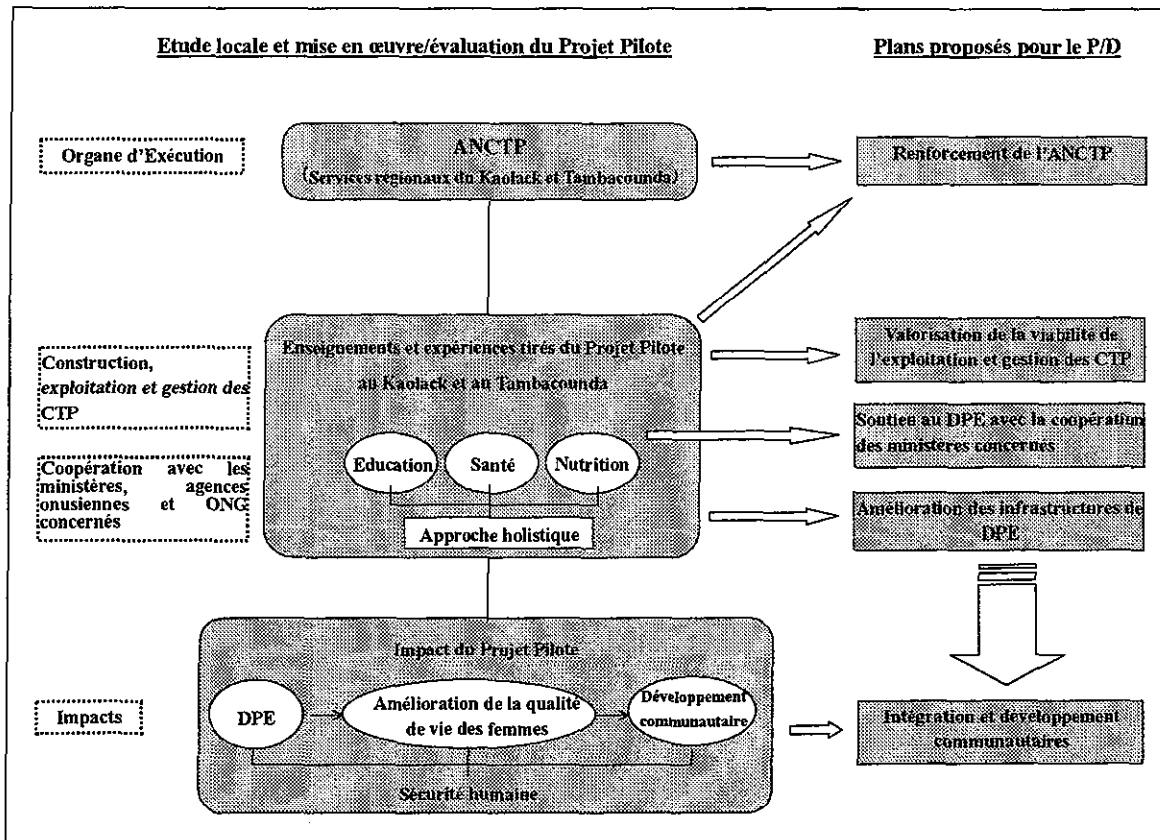 Etude locale et mise en œuvre/évaluation du Projet Pilote
Plans proposés pour le P/D
Organe d'Exécution
ANCTP
(Services régionaux du Kaolack et Tambacounda)
Renforcement de l'ANCTP
Construction,
exploitation et gestion des
CTP
Coopération avec les
ministères, agences
onusiennes et ONG
concernés
Enseignements et expériences tirés du Projet Pilote
au Kaolack et au Tambacounda
Education
Santé
Nutrition
Approche holistique
Valorisation de la viabilité de
l'exploitation et gestion des CTP
Soutien au DPE avec la coopération
des ministères concernés
Amélioration des infrastructures de
DPE
Impacts
Impact du Projet Pilote
DPE
Amélioration de la qualité
de vie des femmes
Développement
communautaire
Sécurité humaine
Intégration et développement
communautaires